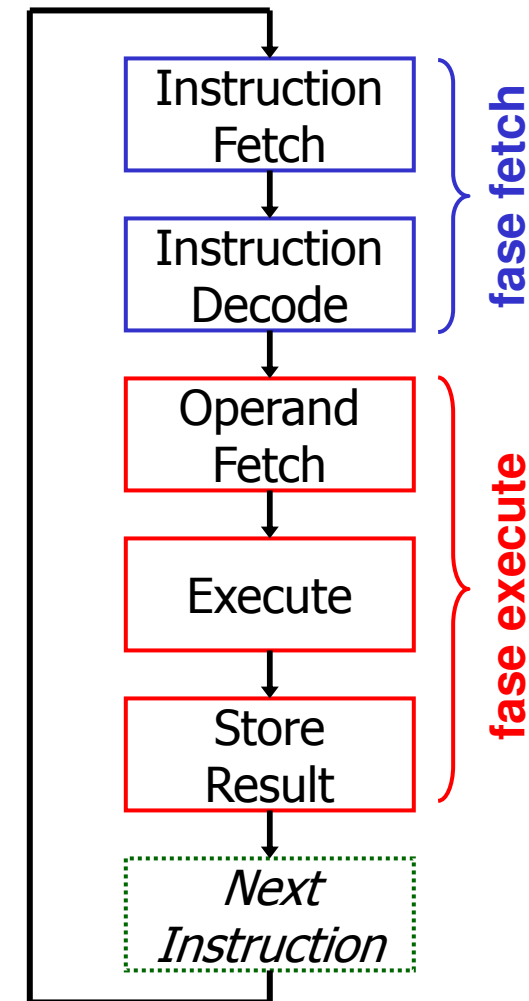 Instruction
Fetch
fase fetch
Instruction
Decode
Operand
Fetch
fase execute
Execute
Store
Result
Next
Instruction